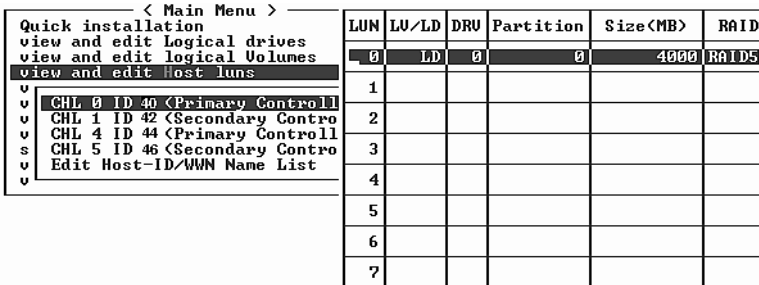 < Main Menu >
Quick installation
view and edit Logical drives
view and edit logical Volumes
view and edit Host luns
v
v CHL 0 ID 40 (Primary Controll
v CHL 1 ID 42 (Secondary Contro
v CHL 4 ID 44 (Primary Controll
s CHL 5 ID 46 (Secondary Contro
v Edit Host-ID/WWN Name List
v
LUN LV/LD DRV Partition Size(MB) RAID
0 LD 0 0 4000 RAID5
1
2
3
4
5
6
7